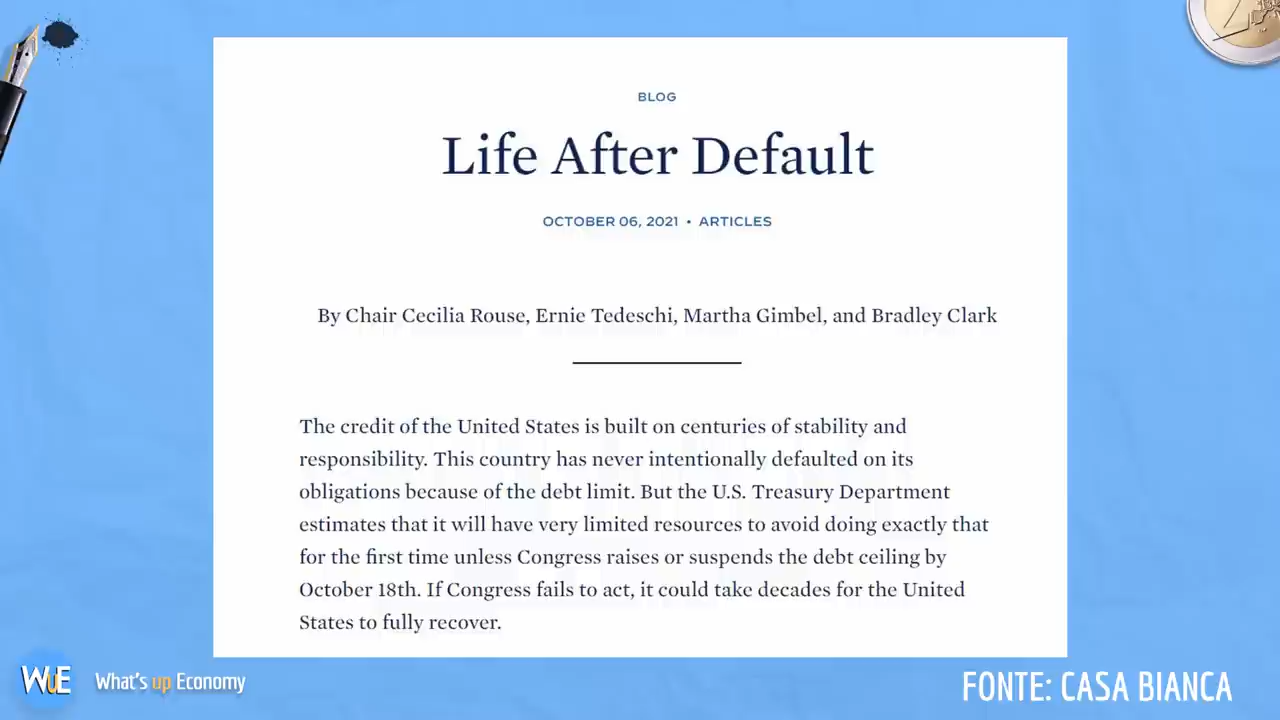 BLOG
Life After Default
OCTOBER 06, 2021 • ARTICLES
By Chair Cecilia Rouse, Ernie Tedeschi, Martha Gimbel, and Bradley Clark
The credit of the United States is built on centuries of stability and
responsibility. This country has never intentionally defaulted on its
obligations because of the debt limit. But the U.S. Treasury Department
estimates that it will have very limited resources to avoid doing exactly that
for the first time unless Congress raises or suspends the debt ceiling by
October 18th. If Congress fails to act, it could take decades for the United
States to fully recover.
WuE What's up Economy
FONTE: CASA BIANCA